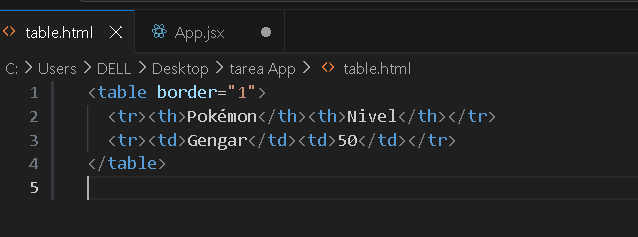 table.html
App.jsx
C: > Users > DELL > Desktop > tarea App > table.html
1 <table border="1">
2 <tr><th>Pokémon</th><th>Nivel</th></tr>
3 <tr><td>Gengar</td><td>50</td></tr>
4 </table>
5